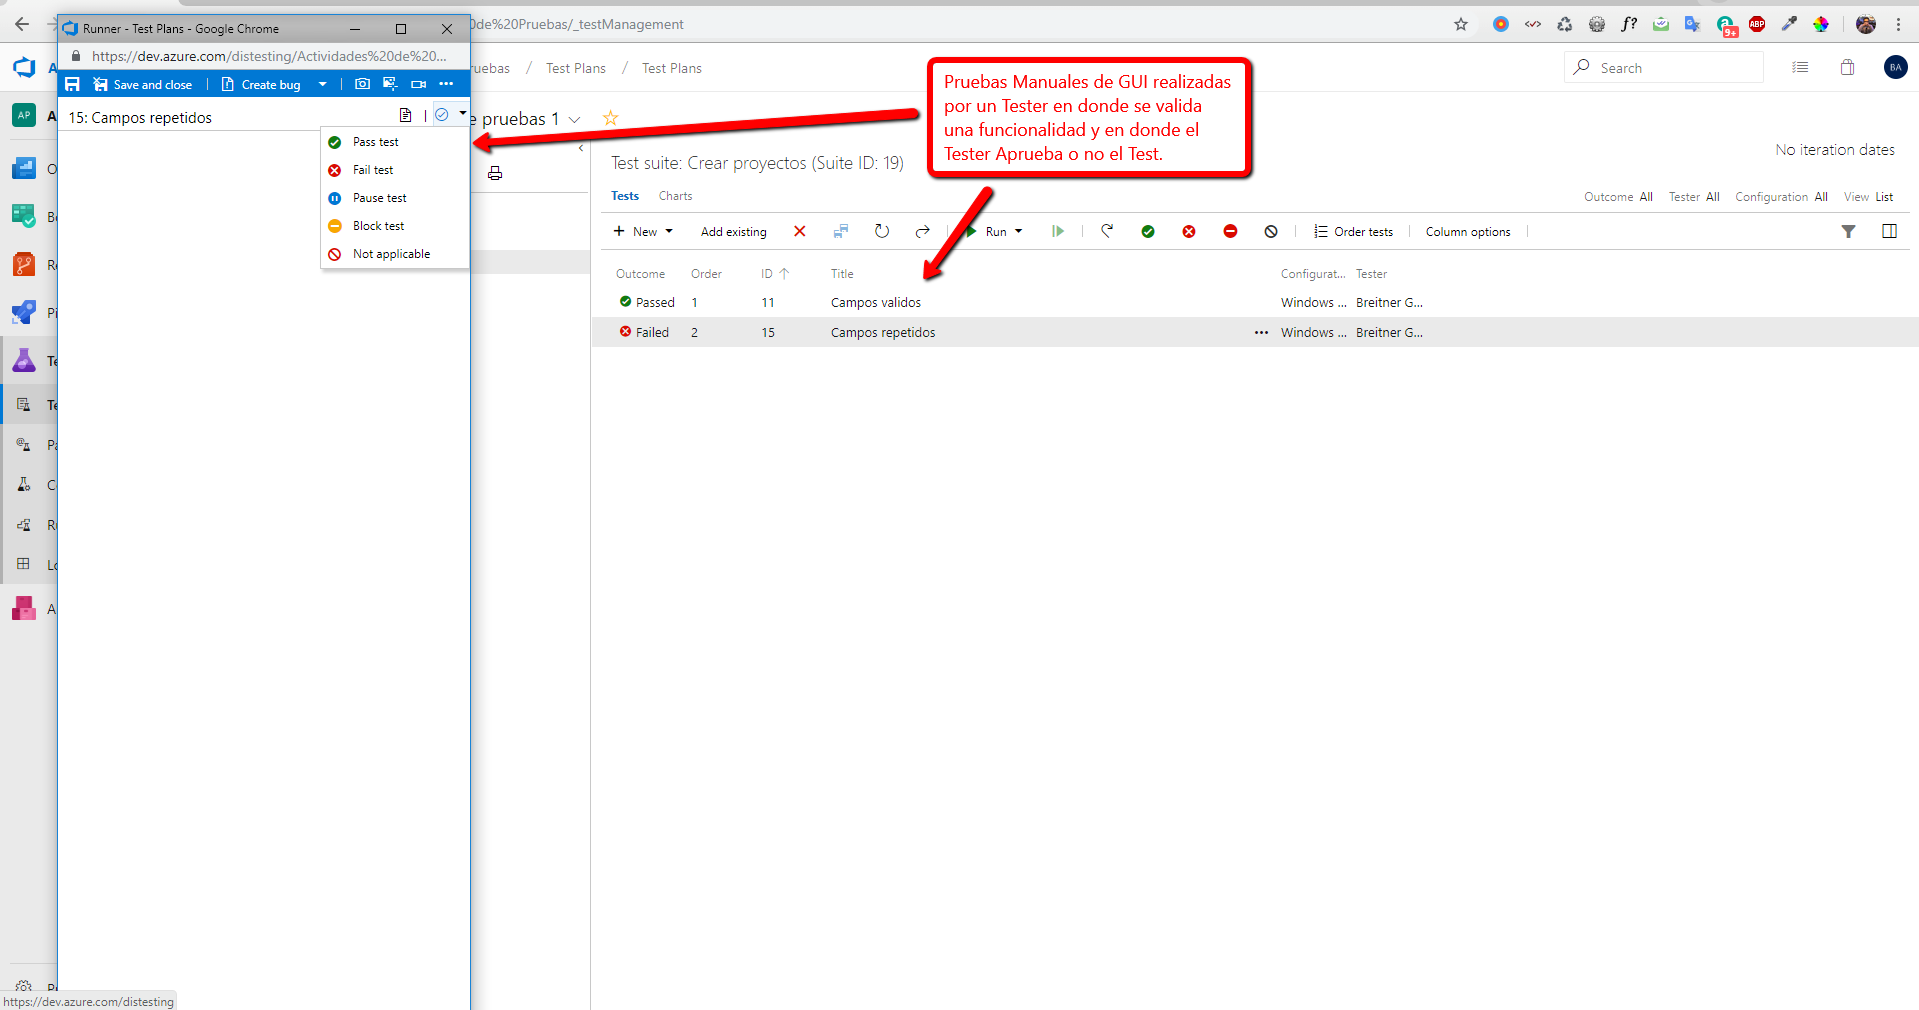 de%20Pruebas/_testManagement
Runner - Test Plans - Google Chrome
https://dev.azure.com/distesting/Actividades%20de%20...
Save and close
Create bug
15: Campos repetidos
Pass test
Fail test
Pause test
Block test
Not applicable
AP
Test Plans / Test Plans
Search
BA
9+
ABP
f?
e pruebas 1
Pruebas Manuales de GUI realizadas
por un Tester en donde se valida
una funcionalidad y en donde el
Tester Aprueba o no el Test.
No iteration dates
Test suite: Crear proyectos (Suite ID: 19)
Tests Charts
Outcome All Tester All Configuration All View List
New Add existing Run Order tests Column options
Outcome Order ID Title Configurat... Tester
Passed 1 11 Campos validos Windows ... Breitner G...
Failed 2 15 Campos repetidos Windows ... Breitner G...
https://dev.azure.com/distesting